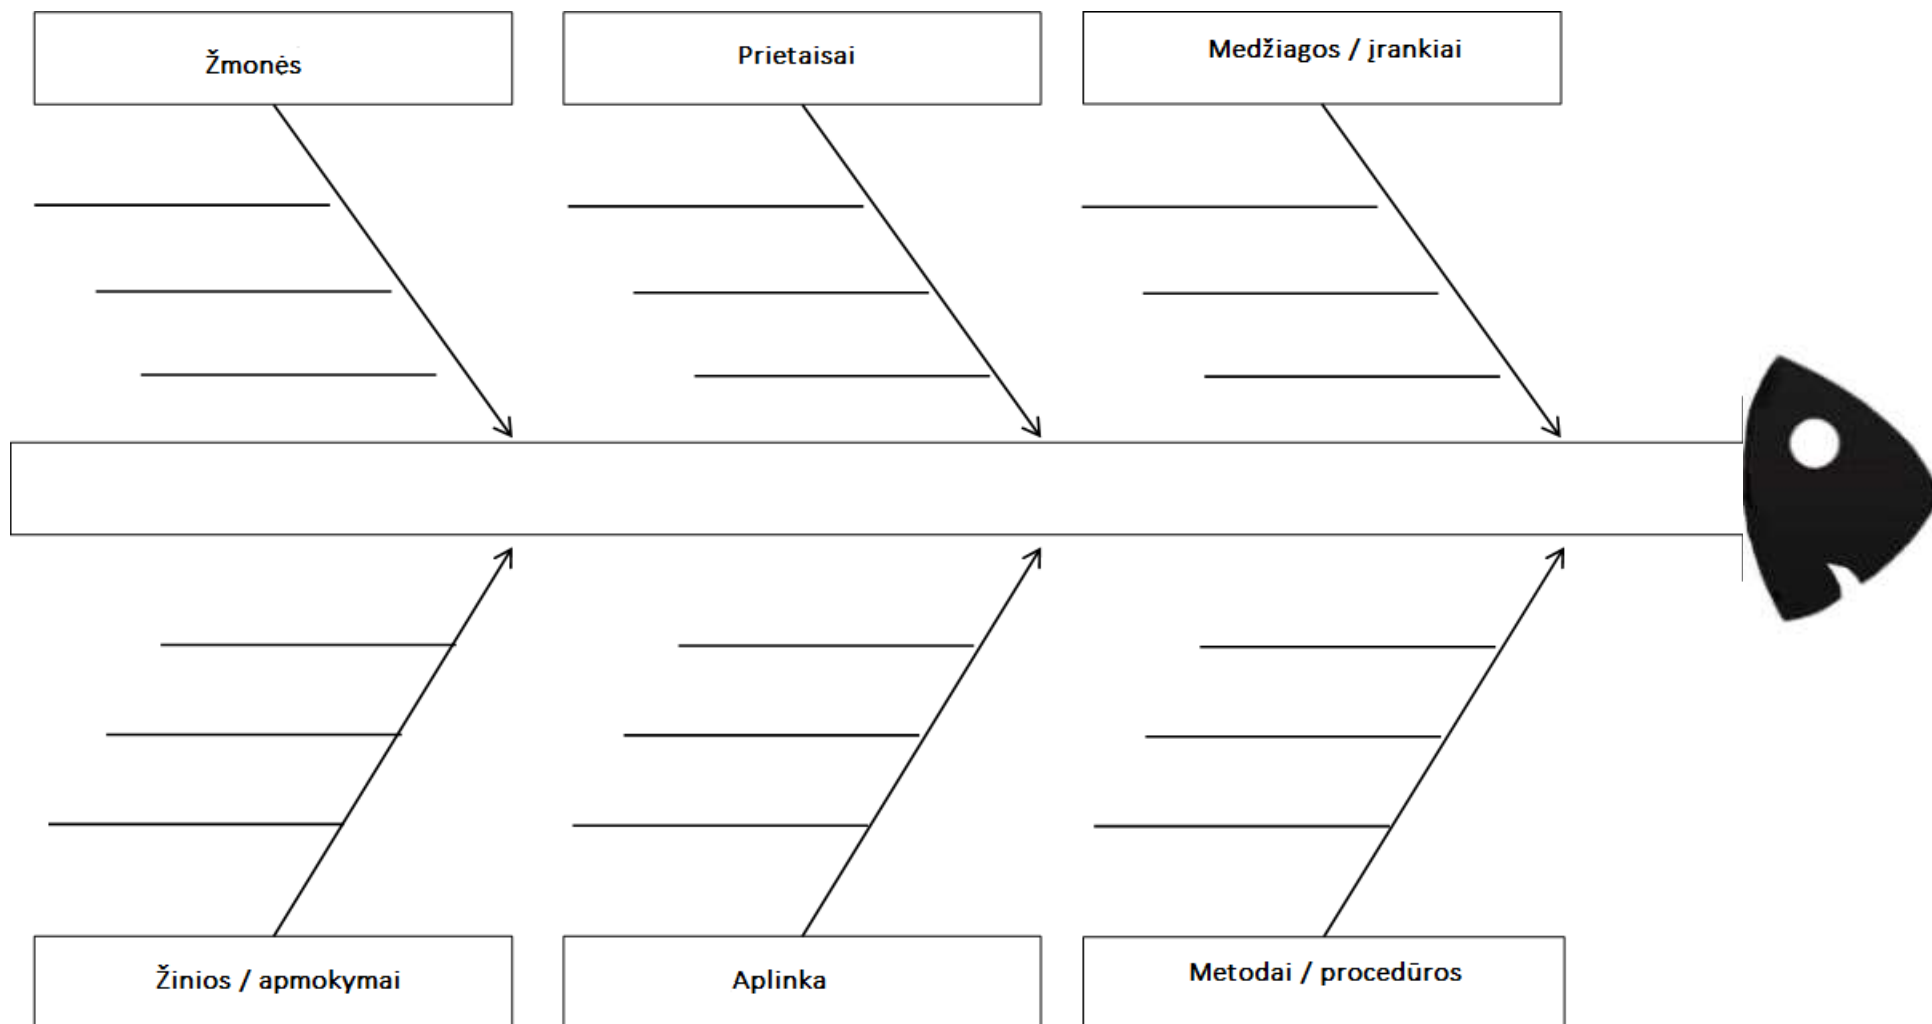 Žmonės
Prietaisai
Medžiagos / įrankiai
Žinios / apmokymai
Aplinka
Metodai / procedūros